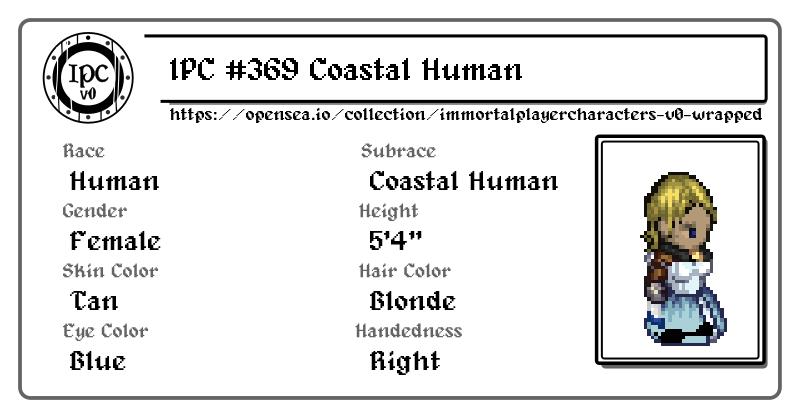 IPC v0
IPC #369 Coastal Human
https://opensea.io/collection/immortalplayercharacters-v0-wrapped
Race
Subrace
Human
Coastal Human
Gender
Height
Female
5'4"
Skin Color
Hair Color
Tan
Blonde
Eye Color
Handedness
Blue
Right